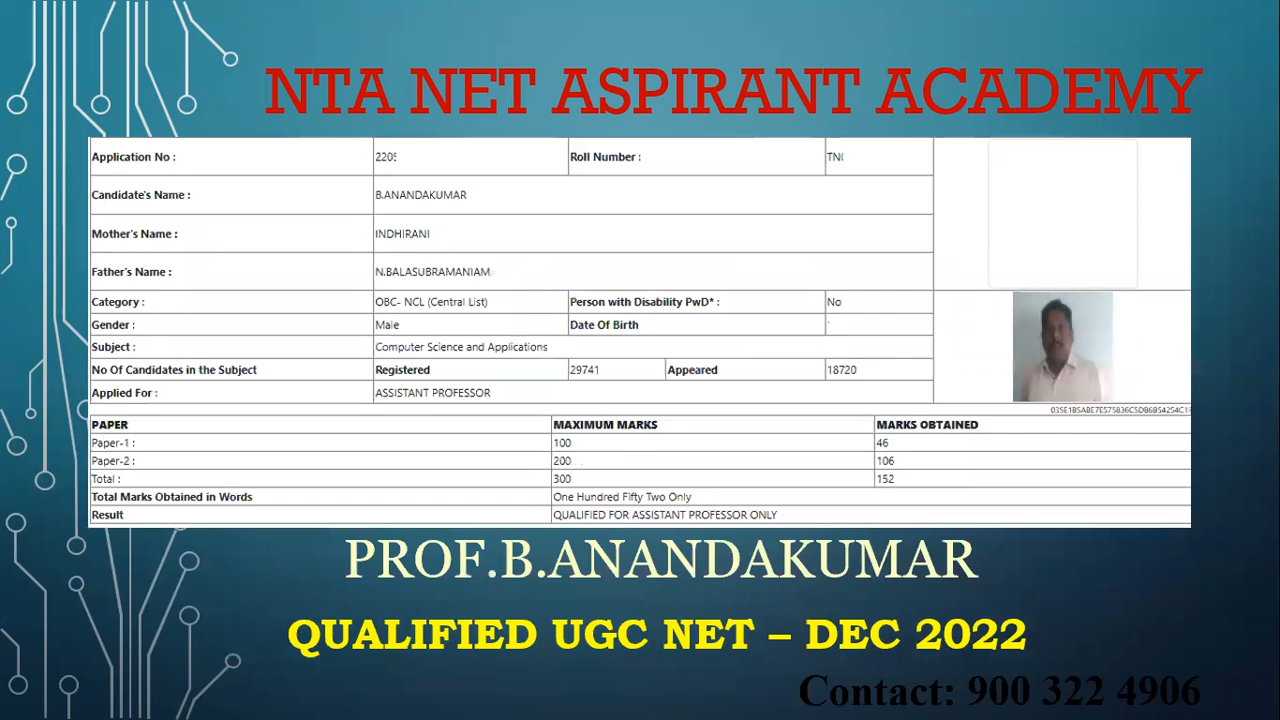 NTA NET ASPIRANT ACADEMY
Application No : 2205 Roll Number : TN(
Candidate's Name : B.ANANDAKUMAR
Mother's Name : INDHIRANI
Father's Name : N.BALASUBRAMANIAM
Category : OBC- NCL (Central List) Person with Disability PwD* : No
Gender : Male Date Of Birth
Subject : Computer Science and Applications
No Of Candidates in the Subject Registered 29741 Appeared 18720
Applied For : ASSISTANT PROFESSOR
PAPER MAXIMUM MARKS MARKS OBTAINED
Paper-1 : 100 46
Paper-2 : 200 106
Total : 300 152
Total Marks Obtained in Words One Hundred Fifty Two Only
Result QUALIFIED FOR ASSISTANT PROFESSOR ONLY
PROF.B.ANANDAKUMAR
QUALIFIED UGC NET – DEC 2022
Contact: 900 322 4906